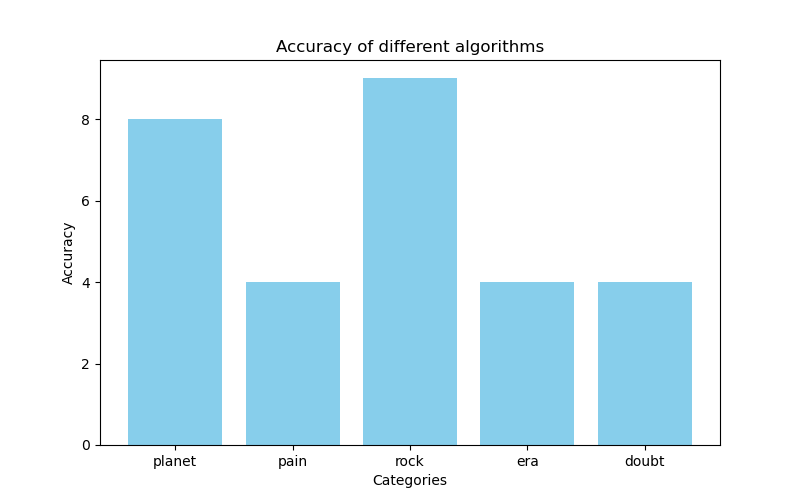 Accuracy of different algorithms
Accuracy
8
6
4
2
0
planet pain rock era doubt
Categories